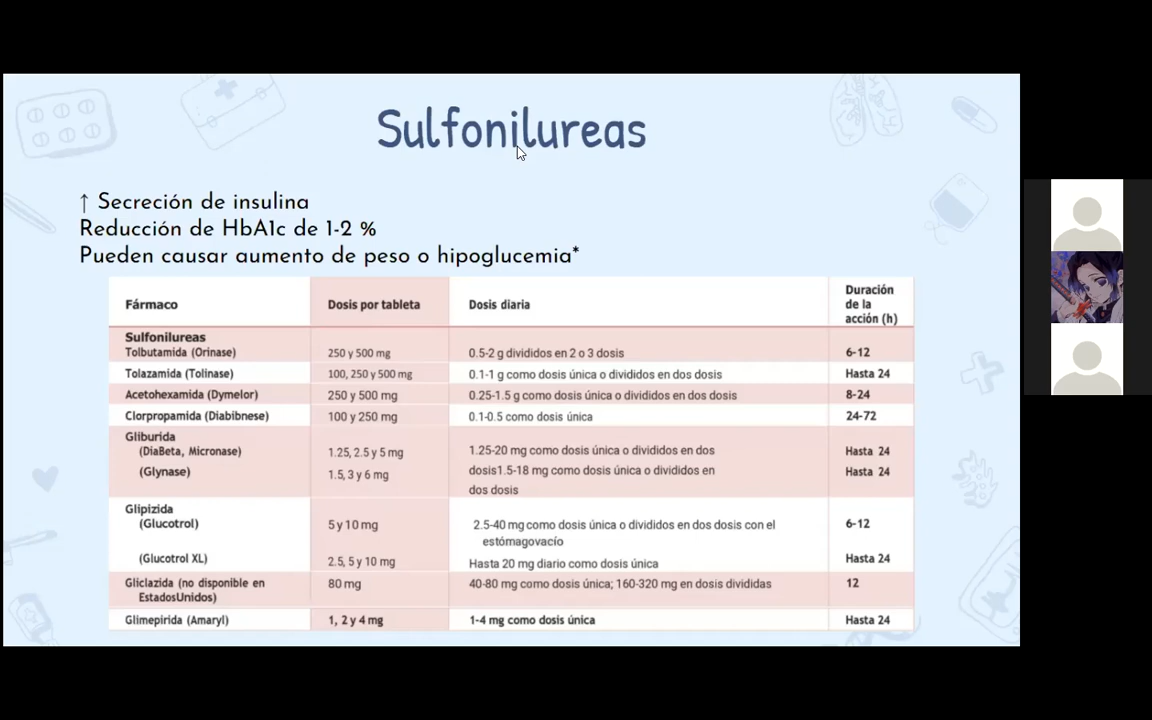 Sulfonilureas
↑ Secreción de insulina
Reducción de HbA1c de 1-2 %
Pueden causar aumento de peso o hipoglucemia*
Fármaco Dosis por tableta Dosis diaria Duración de la acción (h)
Sulfonilureas
Tolbutamida (Orinase) 250 y 500 mg 0.5-2 g divididos en 2 o 3 dosis 6-12
Tolazamida (Tolinase) 100, 250 y 500 mg 0.1-1 g como dosis única o divididos en dos dosis Hasta 24
Acetohexamida (Dymelor) 250 y 500 mg 0.25-1.5 g como dosis única o divididos en dos dosis 8-24
Clorpropamida (Diabibnese) 100 y 250 mg 0.1-0.5 como dosis única 24-72
Gliburida
(DiaBeta, Micronase) 1.25, 2.5 y 5 mg 1.25-20 mg como dosis única o divididos en dos Hasta 24
(Glynase) 1.5, 3 y 6 mg dosis1.5-18 mg como dosis única o divididos en Hasta 24
dos dosis
Glipizida
(Glucotrol) 5 y 10 mg 2.5-40 mg como dosis única o divididos en dos dosis con el 6-12
estómagovacío
(Glucotrol XL) 2.5, 5 y 10 mg Hasta 20 mg diario como dosis única Hasta 24
Gliclazida (no disponible en 80 mg 40-80 mg como dosis única; 160-320 mg en dosis divididas 12
EstadosUnidos)
Glimepirida (Amaryl) 1, 2 y 4 mg 1-4 mg como dosis única Hasta 24